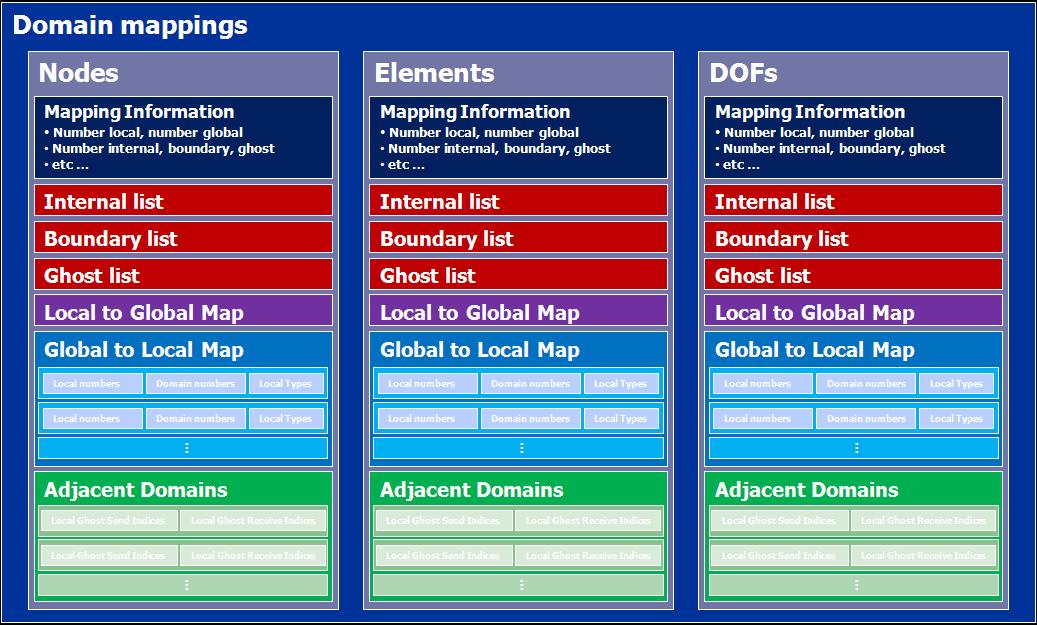 Domain mappings
Nodes
Mapping Information
• Number local, number global
• Number internal, boundary, ghost
• etc ...
Internal list
Boundary list
Ghost list
Local to Global Map
Global to Local Map
Local numbers Domain numbers Local Types
Local numbers Domain numbers Local Types
⋮
Adjacent Domains
Local Ghost Send Indices Local Ghost Receive Indices
Local Ghost Send Indices Local Ghost Receive Indices
⋮
Elements
Mapping Information
• Number local, number global
• Number internal, boundary, ghost
• etc ...
Internal list
Boundary list
Ghost list
Local to Global Map
Global to Local Map
Local numbers Domain numbers Local Types
Local numbers Domain numbers Local Types
⋮
Adjacent Domains
Local Ghost Send Indices Local Ghost Receive Indices
Local Ghost Send Indices Local Ghost Receive Indices
⋮
DOFs
Mapping Information
• Number local, number global
• Number internal, boundary, ghost
• etc ...
Internal list
Boundary list
Ghost list
Local to Global Map
Global to Local Map
Local numbers Domain numbers Local Types
Local numbers Domain numbers Local Types
⋮
Adjacent Domains
Local Ghost Send Indices Local Ghost Receive Indices
Local Ghost Send Indices Local Ghost Receive Indices
⋮